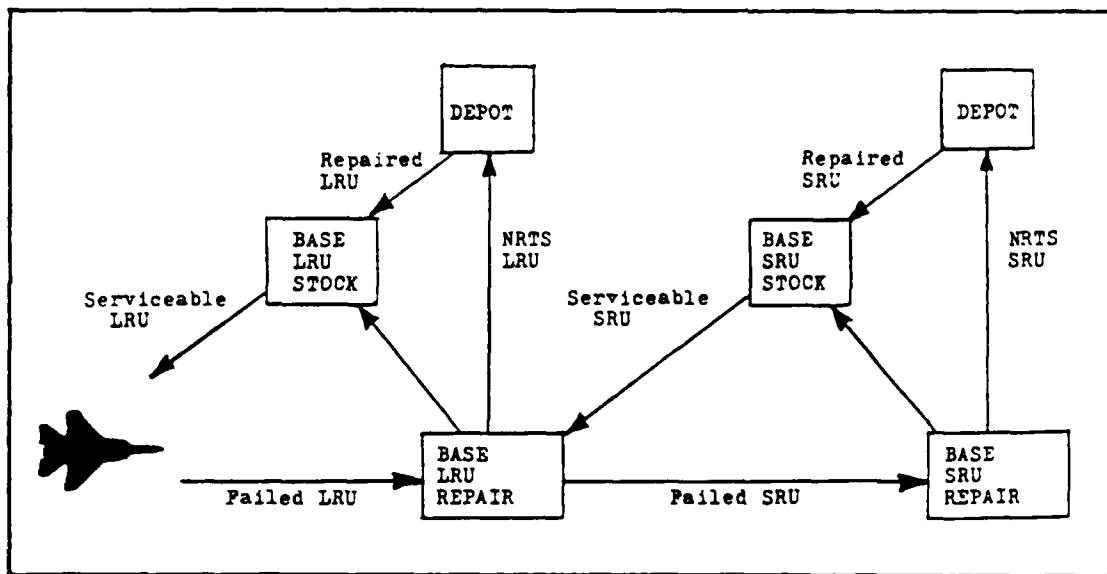 DEPOT
DEPOT
Repaired
LRU
Repaired
SRU
BASE
LRU
STOCK
NRTS
LRU
BASE
SRU
STOCK
NRTS
SRU
Serviceable
LRU
Serviceable
SRU
BASE
LRU
REPAIR
BASE
SRU
REPAIR
Failed LRU
Failed SRU